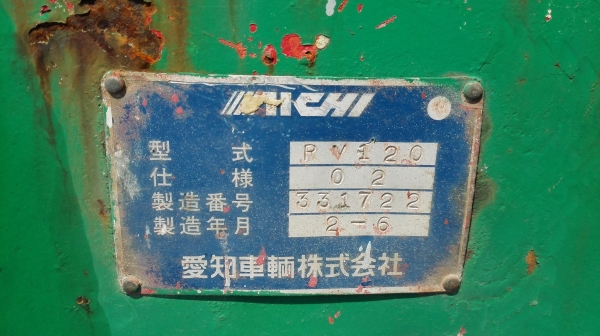 AICHI
型式 RV120
仕様 02
製造番号 331722
製造年月 2-6
愛知車輌株式会社